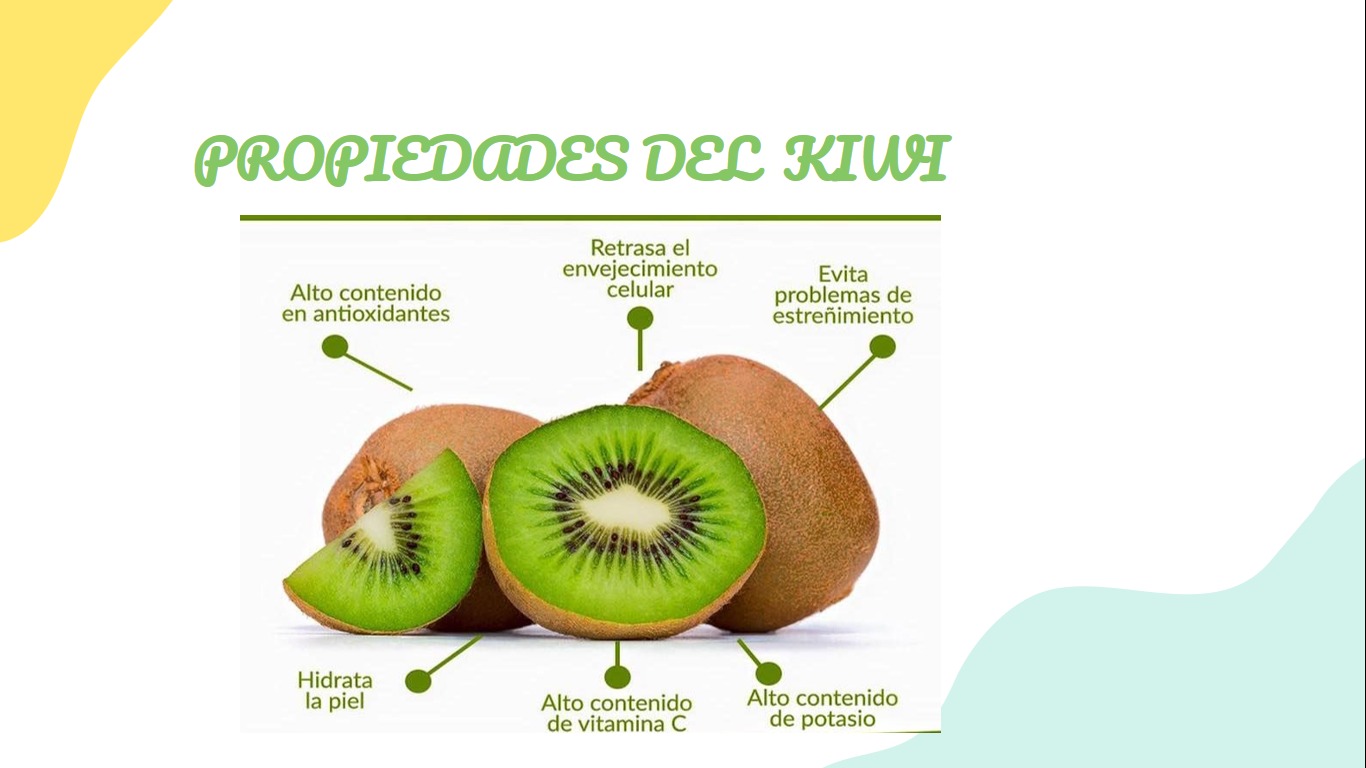 PROPIEDADES DEL KIWI
Retrasa el
envejecimiento
celular
Evita
problemas de
estreñimiento
Alto contenido
en antioxidantes
Hidrata
la piel
Alto contenido
de vitamina C
Alto contenido
de potasio